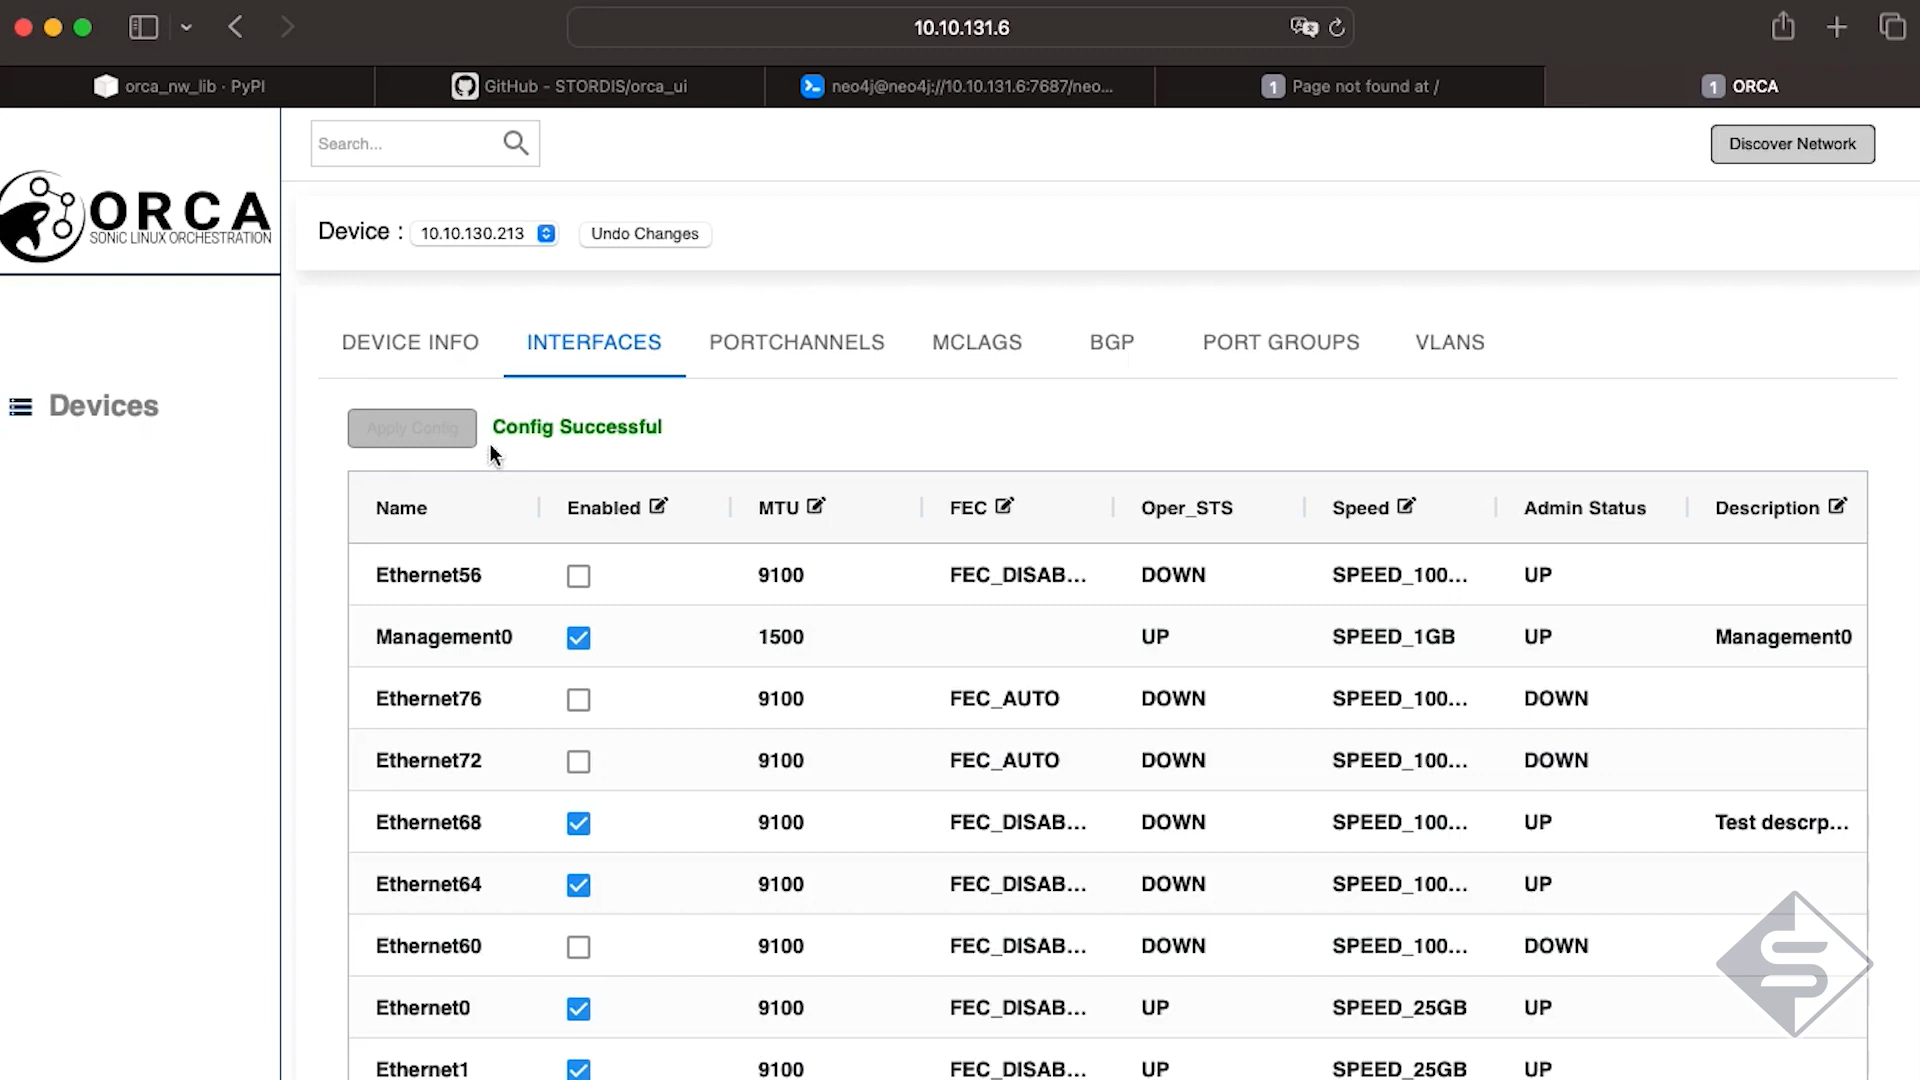 10.10.131.6
orca_nw_lib · PyPI
GitHub - STORDIS/orca_ui
neo4j@neo4j://10.10.131.6:7687/neo...
1 Page not found at /
1 ORCA
Search...
Discover Network
ORCA
SONiC LINUX ORCHESTRATION
Device : 10.10.130.213 Undo Changes
DEVICE INFO INTERFACES PORTCHANNELS MCLAGS BGP PORT GROUPS VLANS
Devices
Apply Config Config Successful
Name Enabled MTU FEC Oper_STS Speed Admin Status Description
Ethernet56 9100 FEC_DISAB... DOWN SPEED_100... UP
Management0 1500 UP SPEED_1GB UP Management0
Ethernet76 9100 FEC_AUTO DOWN SPEED_100... DOWN
Ethernet72 9100 FEC_AUTO DOWN SPEED_100... DOWN
Ethernet68 9100 FEC_DISAB... DOWN SPEED_100... UP Test descrp...
Ethernet64 9100 FEC_DISAB... DOWN SPEED_100... UP
Ethernet60 9100 FEC_DISAB... DOWN SPEED_100... DOWN
Ethernet0 9100 FEC_DISAB... UP SPEED_25GB UP
Ethernet1 9100 FEC_DISAB... UP SPEED_25GB UP